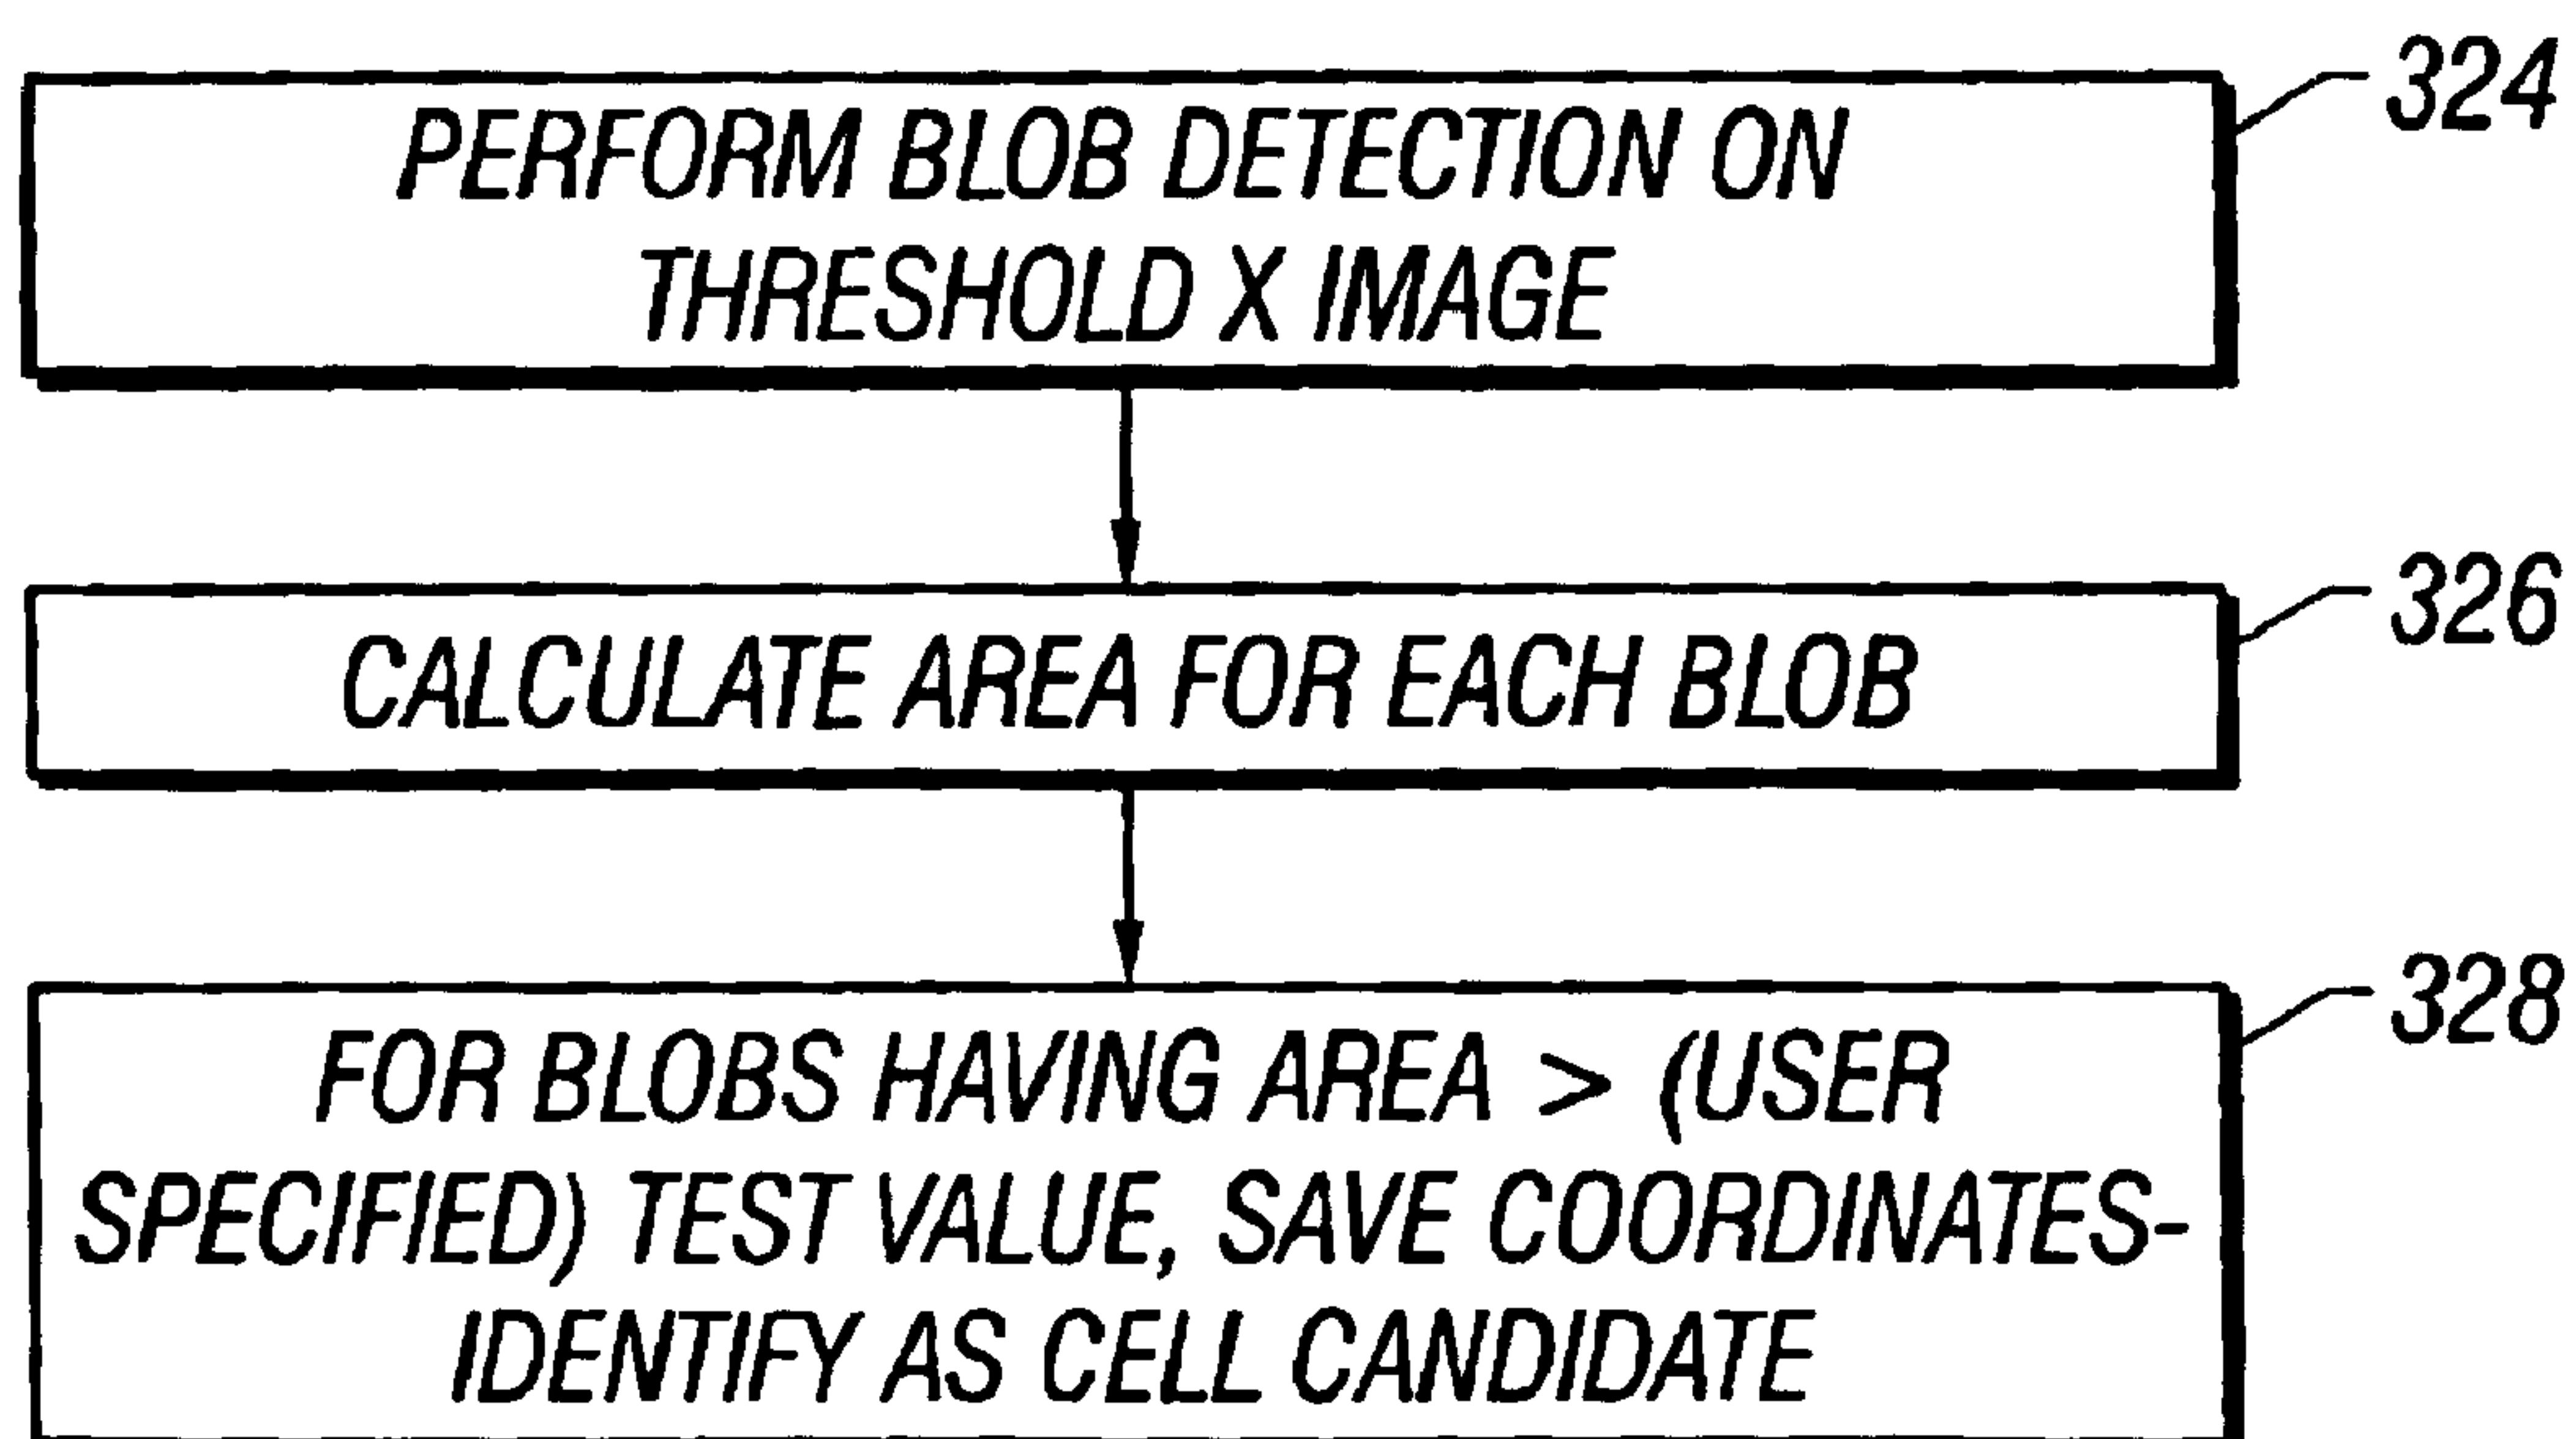 324
PERFORM BLOB DETECTION ON
THRESHOLD X IMAGE
326
CALCULATE AREA FOR EACH BLOB
328
FOR BLOBS HAVING AREA > (USER
SPECIFIED) TEST VALUE, SAVE COORDINATES-
IDENTIFY AS CELL CANDIDATE